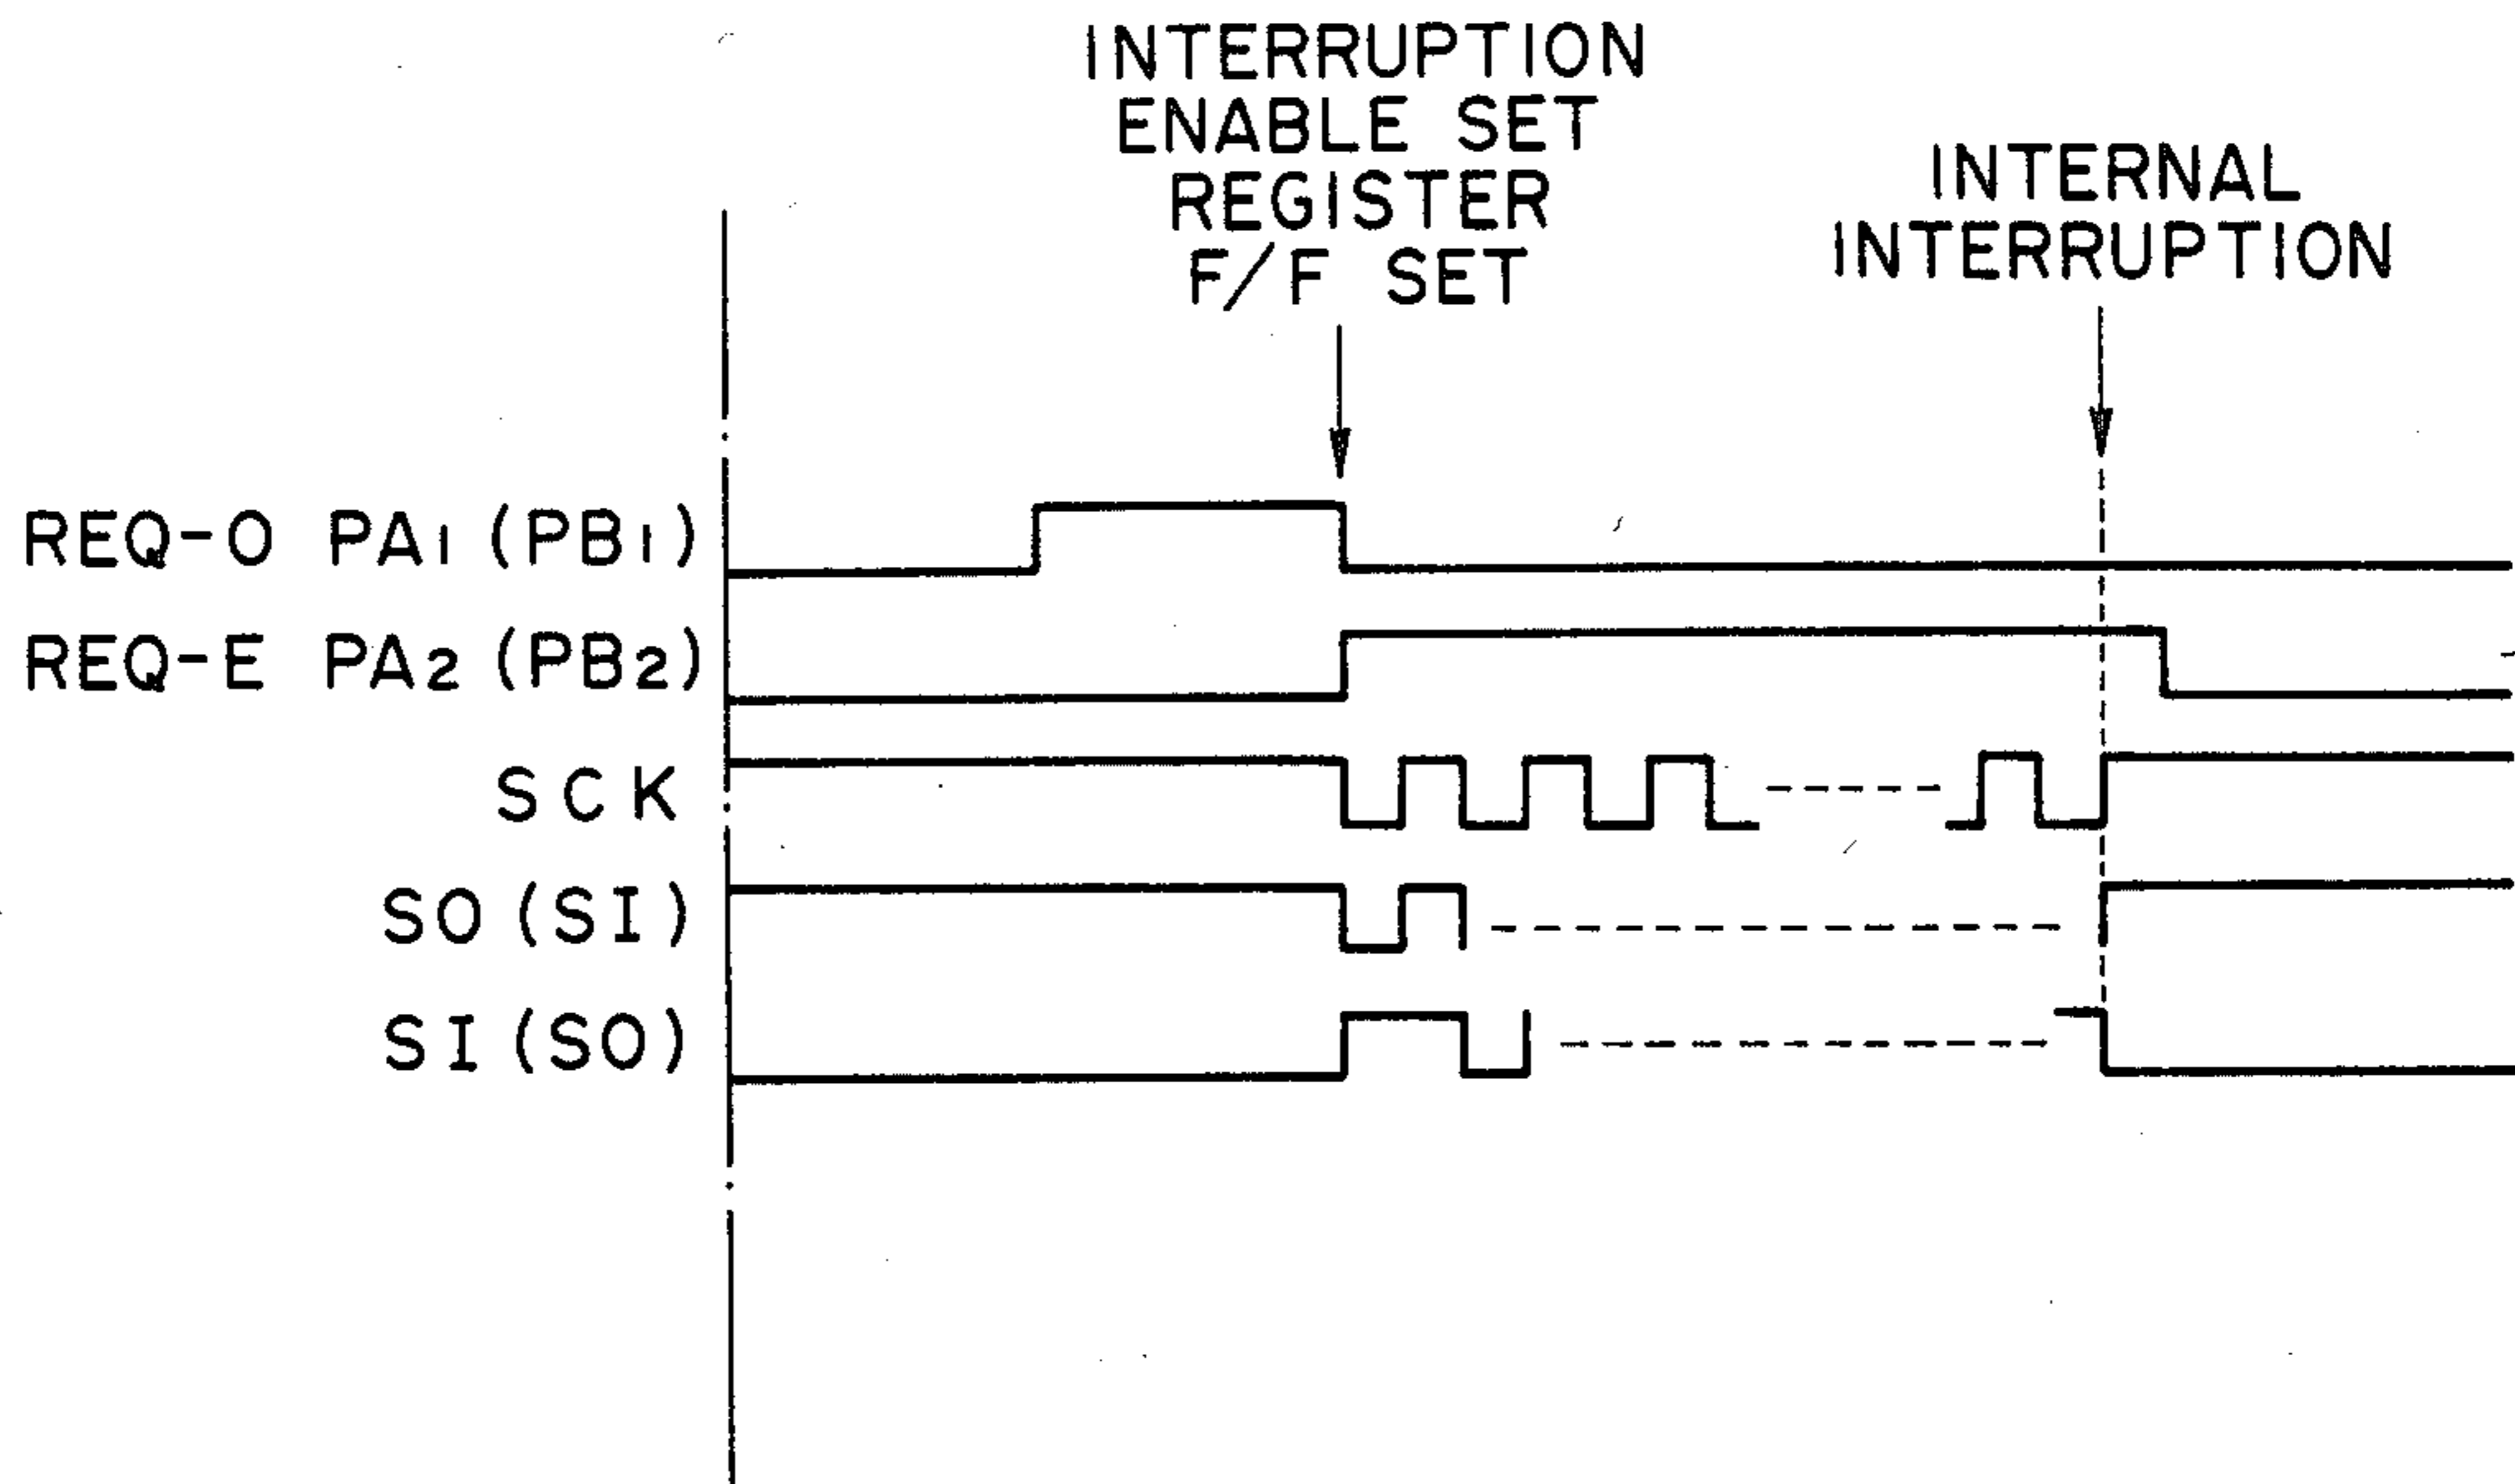 INTERRUPTION
ENABLE SET
REGISTER
F/F SET
INTERNAL
INTERRUPTION
REQ-O PA1 (PB1)
REQ-E PA2 (PB2)
SCK
SO (SI)
SI (SO)